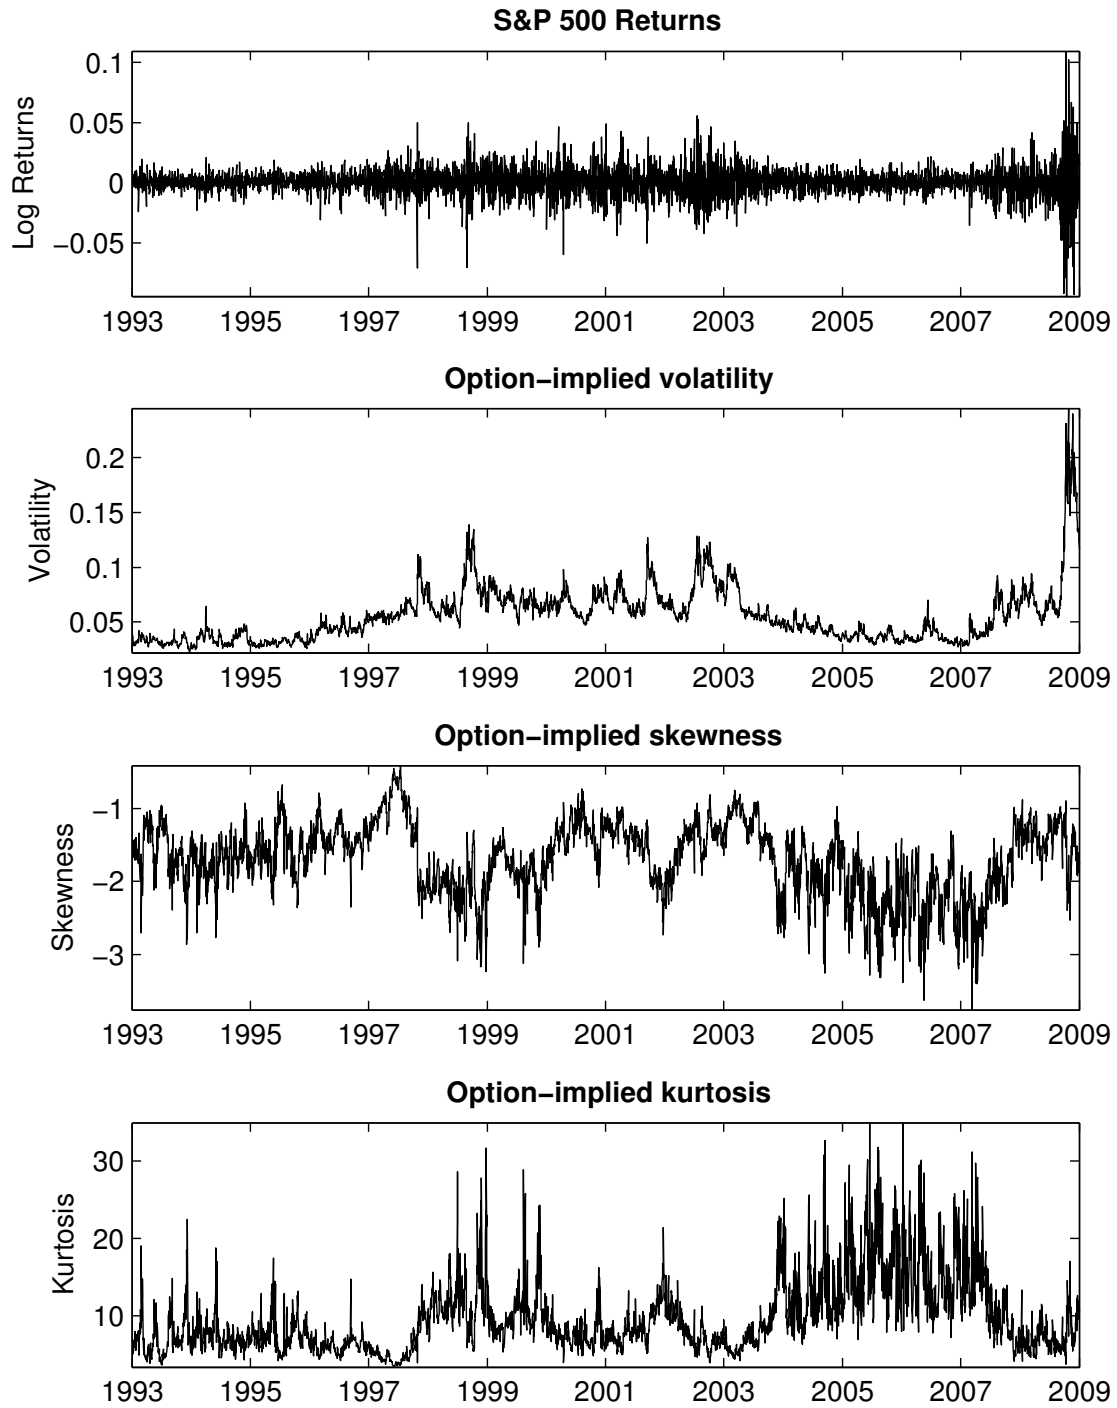 S&P 500 Returns
0.1
0.05
0
−0.05
Log Returns
1993 1995 1997 1999 2001 2003 2005 2007 2009
Option−implied volatility
0.2
0.15
0.1
0.05
Volatility
1993 1995 1997 1999 2001 2003 2005 2007 2009
Option−implied skewness
−1
−2
−3
Skewness
1993 1995 1997 1999 2001 2003 2005 2007 2009
Option−implied kurtosis
30
20
10
Kurtosis
1993 1995 1997 1999 2001 2003 2005 2007 2009